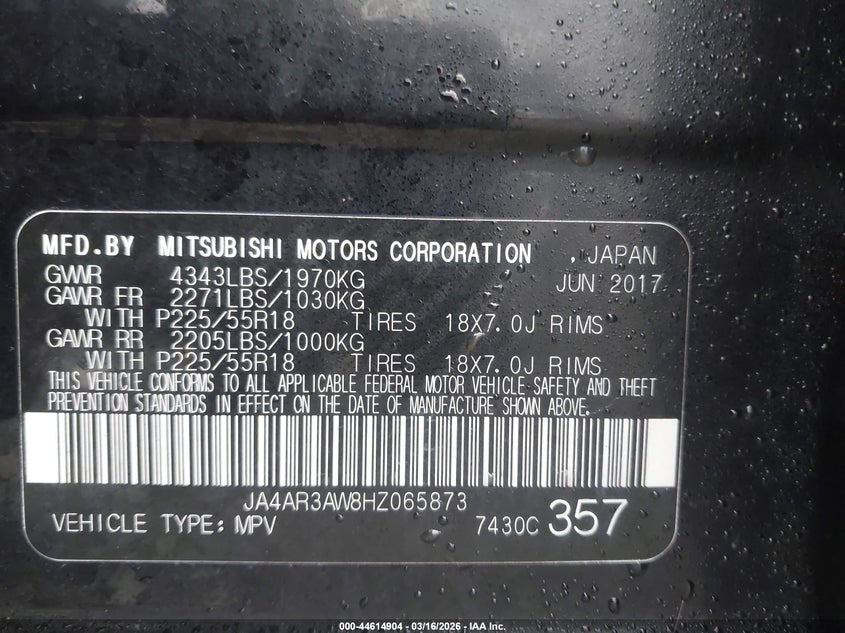 MFD.BY MITSUBISHI MOTORS CORPORATION , JAPAN
GVWR 4343LBS/1970KG JUN 2017
GAWR FR 2271LBS/1030KG
WITH P225/55R18 TIRES 18X7.0J RIMS
GAWR RR 2205LBS/1000KG
WITH P225/55R18 TIRES 18X7.0J RIMS
THIS VEHICLE CONFORMS TO ALL APPLICABLE FEDERAL MOTOR VEHICLE SAFETY AND THEFT
PREVENTION STANDARDS IN EFFECT ON THE DATE OF MANUFACTURE SHOWN ABOVE.
JA4AR3AW8HZ065873
VEHICLE TYPE: MPV 7430C 357
000-44614904 - 03/16/2026 - IAA Inc.